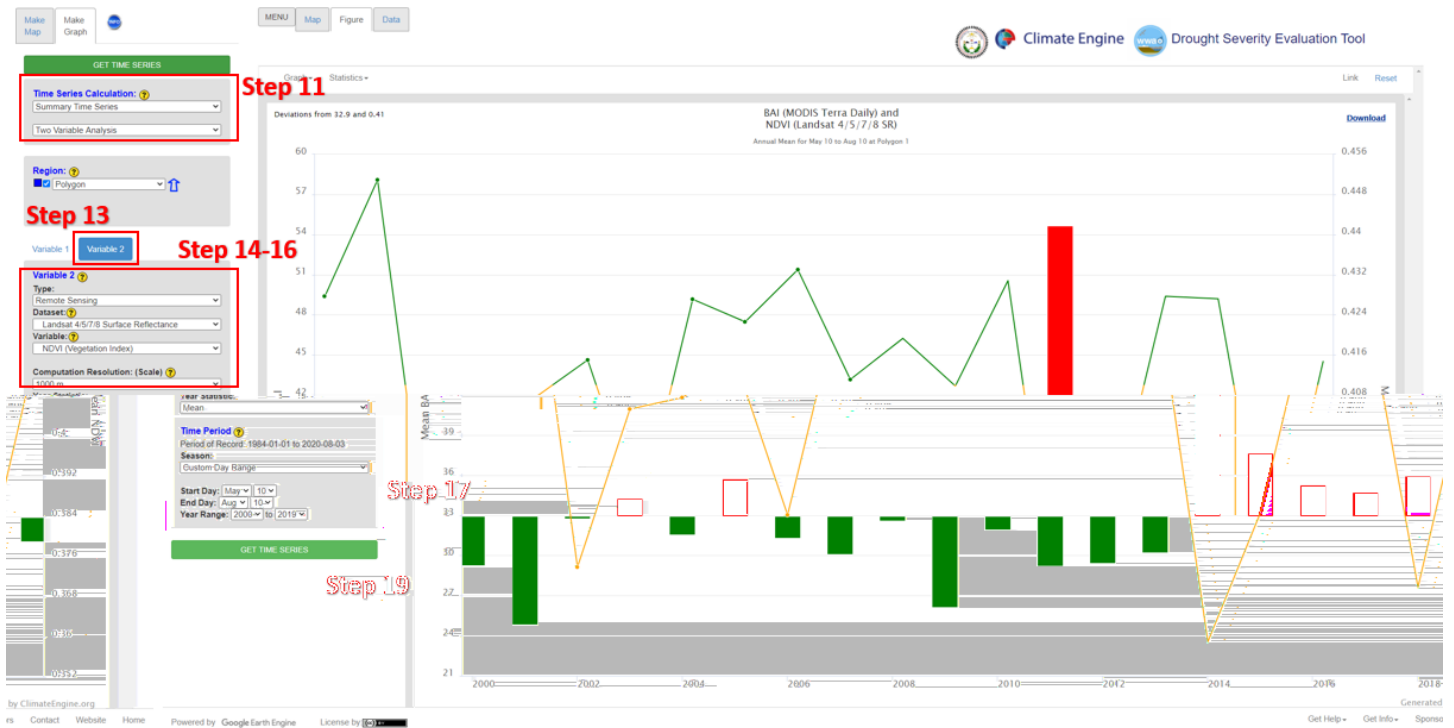 Make Map
Make Graph
INFO
MENU
Map
Figure
Data
Climate Engine
Drought Severity Evaluation Tool
GET TIME SERIES
Step 11
Graph
Statistics
Link
Reset
Time Series Calculation:
Summary Time Series
Two Variable Analysis
Deviations from 32.9 and 0.41
BAI (MODIS Terra Daily) and
NDVI (Landsat 4/5/7/8 SR)
Annual Mean for May 10 to Aug 10 at Polygon 1
Download
Region:
Polygon
Step 13
Variable 1
Variable 2
Step 14-16
Variable 2
Type:
Remote Sensing
Dataset:
Landsat 4/5/7/8 Surface Reflectance
Variable:
NDVI (Vegetation Index)
Computation Resolution: (Scale)
1000 m
60
57
54
51
48
45
42
0.456
0.448
0.44
0.432
0.424
0.416
0.408
Year Statistic:
Mean
Time Period
Period of Record: 1984-01-01 to 2020-08-03
Season:
Custom Day Range
Start Day: May 10
End Day: Aug 10
Year Range: 2000 to 2019
Step 17
GET TIME SERIES
Step 19
Mean BA
39
36
33
30
27
24
21
0.4
0.392
0.384
0.376
0.368
0.36
0.352
2000
2002
2004
2006
2008
2010
2012
2014
2016
2018
by ClimateEngine.org
Generated
Contact
Website
Home
Powered by Google Earth Engine
License by
Get Help
Get Info